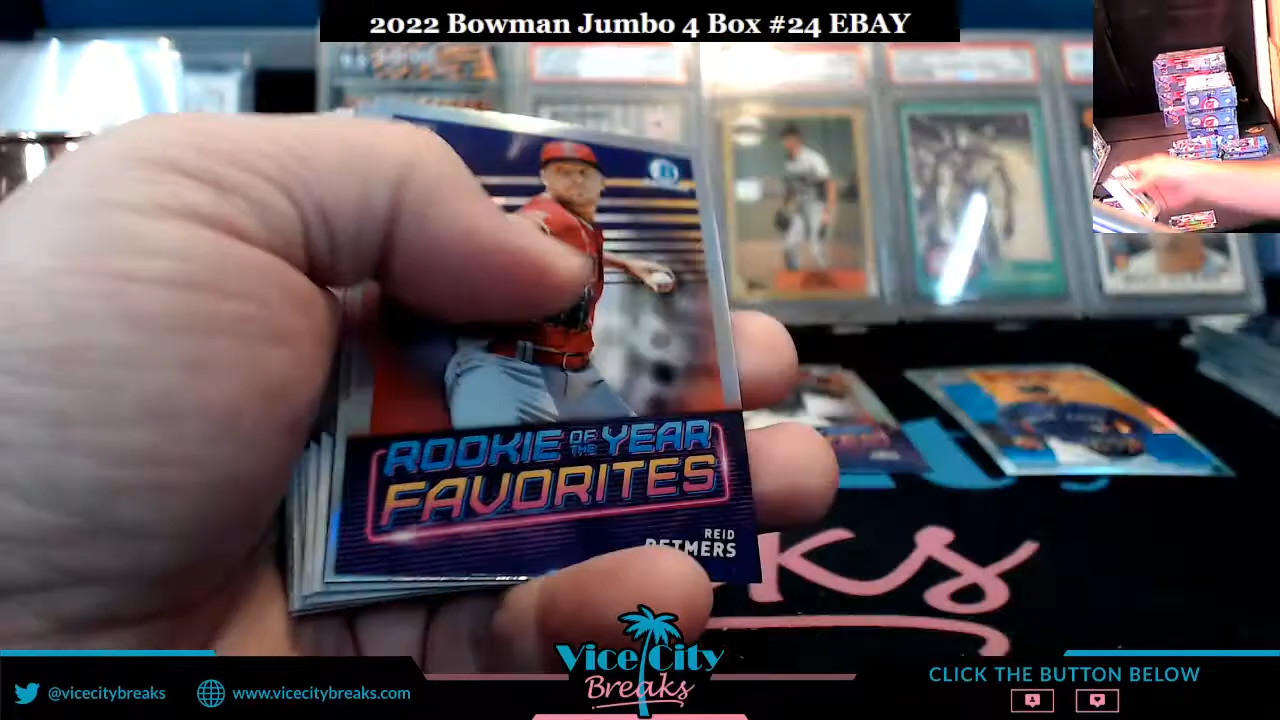 2022 Bowman Jumbo 4 Box #24 EBAY
ROOKIE OF THE YEAR
FAVORITES
REID
DETMERS
ks
Vice City
Breaks
@vicecitybreaks
www.vicecitybreaks.com
CLICK THE BUTTON BELOW